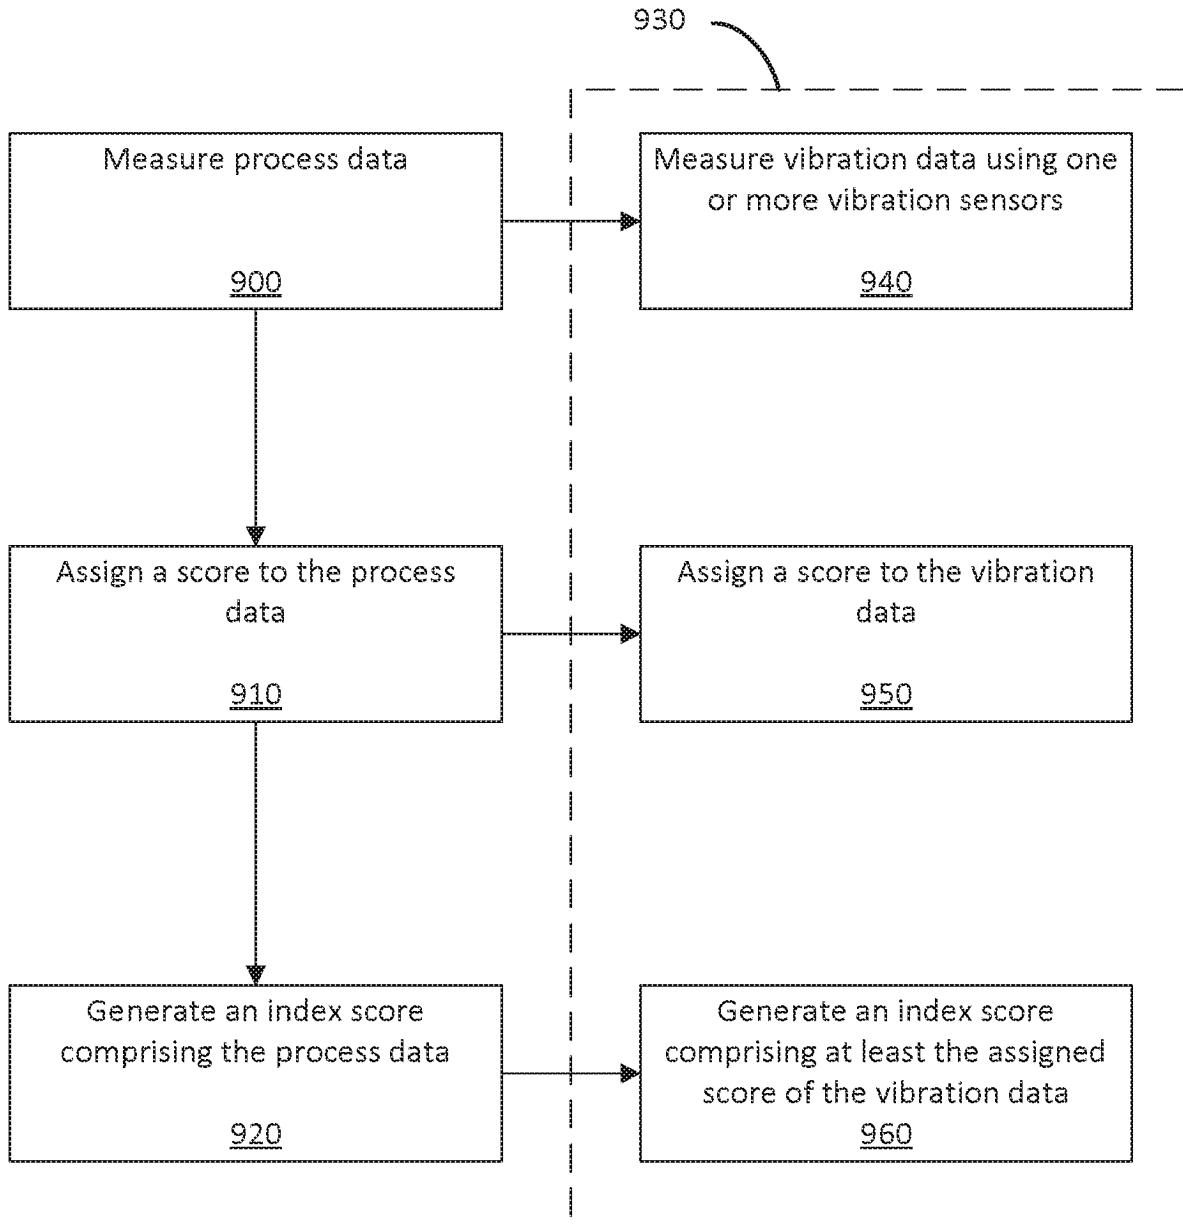 930
Measure process data
900
Measure vibration data using one
or more vibration sensors
940
Assign a score to the process
data
910
Assign a score to the vibration
data
950
Generate an index score
comprising the process data
920
Generate an index score
comprising at least the assigned
score of the vibration data
960